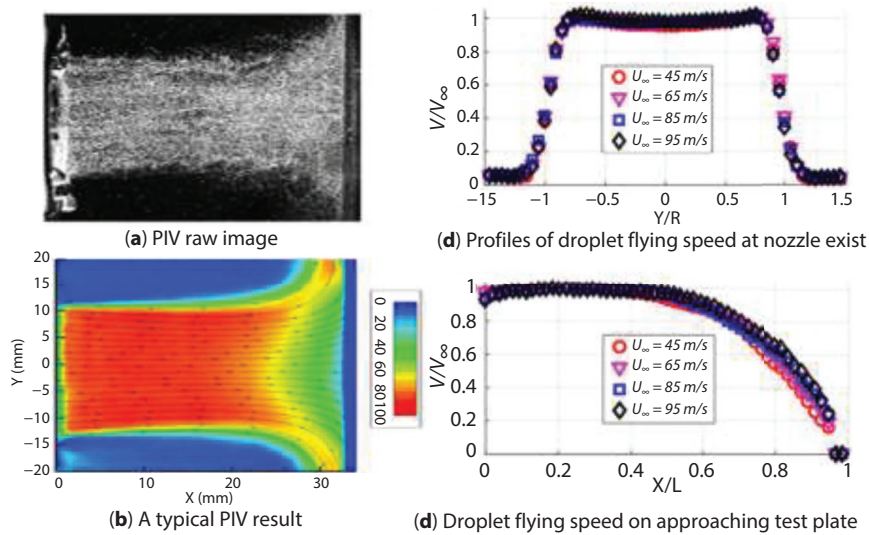 (a) PIV raw image
20
15
10
5
0
−5
−10
−15
−20
Y (mm)
0
10
20
30
X (mm)
0 20 40 60 80100
(b) A typical PIV result
1
0.8
0.6
0.4
0.2
0
V/V∞
U∞ = 45 m/s
U∞ = 65 m/s
U∞ = 85 m/s
U∞ = 95 m/s
−15
−1
−0.5
0
0.5
1
1.5
Y/R
(d) Profiles of droplet flying speed at nozzle exist
1
0.8
0.6
0.4
0.2
0
V/V∞
U∞ = 45 m/s
U∞ = 65 m/s
U∞ = 85 m/s
U∞ = 95 m/s
0
0.2
0.4
0.6
0.8
1
X/L
(d) Droplet flying speed on approaching test plate